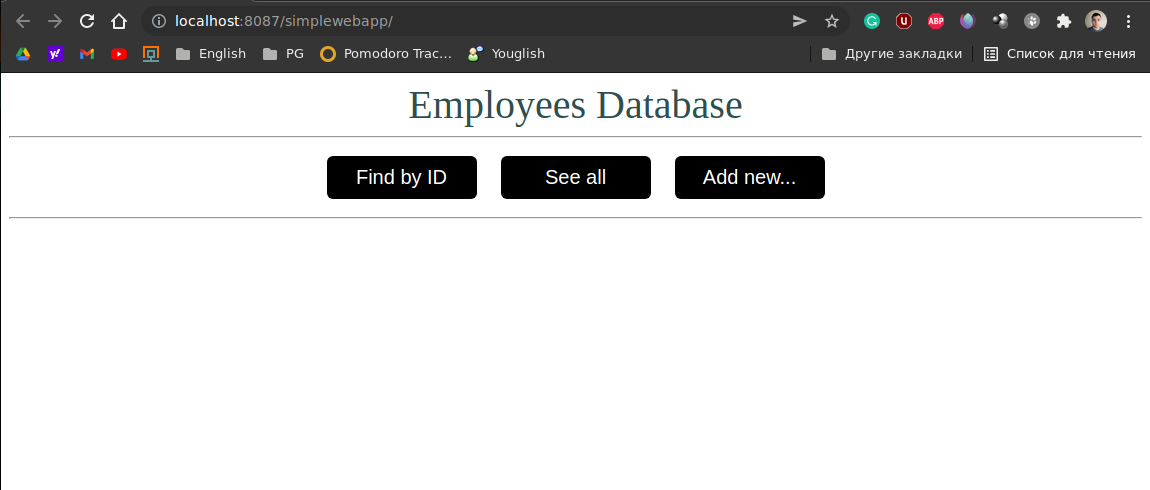 localhost:8087/simplewebapp/
English PG Pomodoro Trac... Youglish Другие закладки Список для чтения
Employees Database
Find by ID See all Add new...